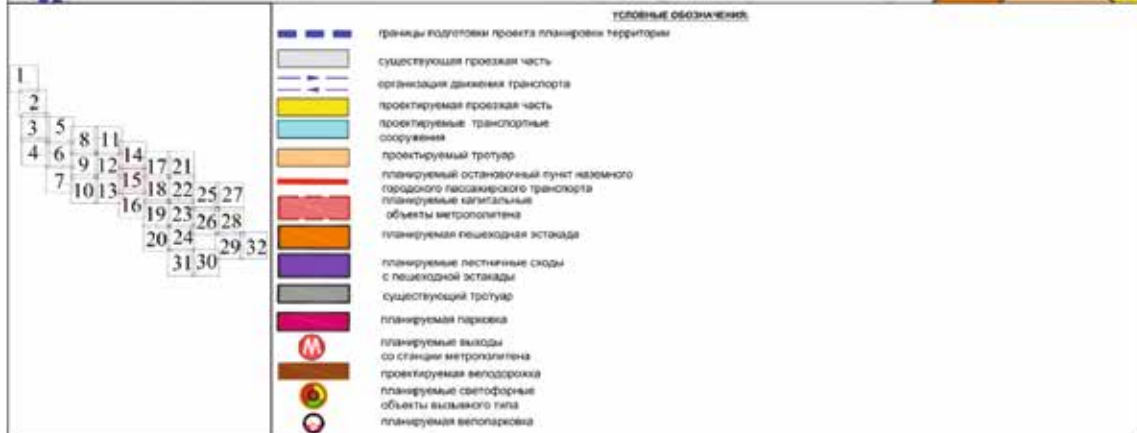 УСЛОВНЫЕ ОБОЗНАЧЕНИЯ:
границы подготовки проекта планировки территории
существующая проезжая часть
организация движения транспорта
проектируемая проезжая часть
проектируемые транспортные
сооружения
проектируемый тротуар
планируемый остановочный пункт наземного
городского пассажирского транспорта
планируемые капитальные
объекты метрополитена
планируемая пешеходная эстакада
планируемые лестничные сходы
с пешеходной эстакады
существующий тротуар
планируемая парковка
М
планируемые выходы
со станции метрополитена
проектируемая велодорожка
планируемые светофорные
объекты вызывного типа
планируемая велопарковка
1
2
3 5
8 11
4 6
14
9 12
17 21
7
15
10 13
18 22
25 27
16
19 23
26 28
20 24
29 32
31 30